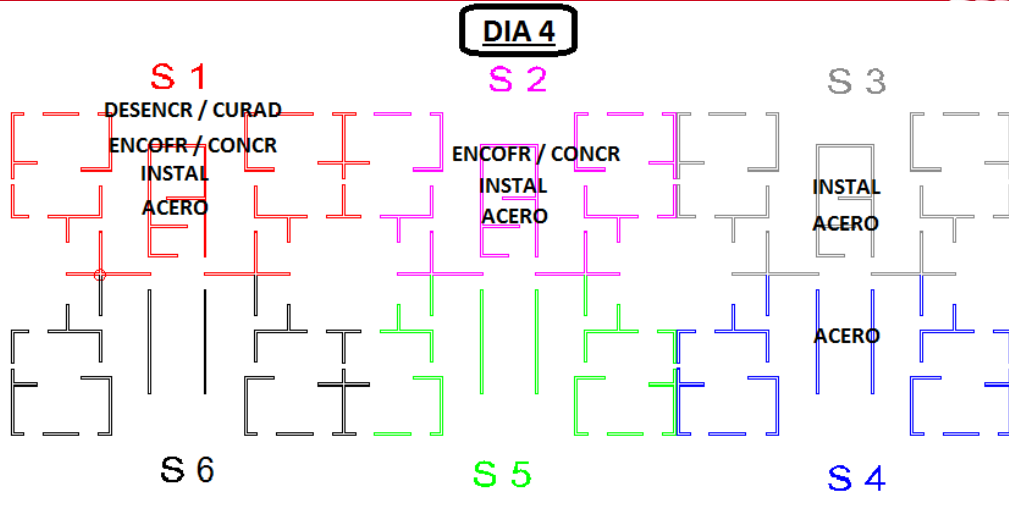 DIA 4
S 1
S 2
S 3
DESENCR / CURAD
ENCOFR / CONCR
INSTAL
ACERO
ENCOFR / CONCR
INSTAL
ACERO
INSTAL
ACERO
ACERO
S 6
S 5
S 4